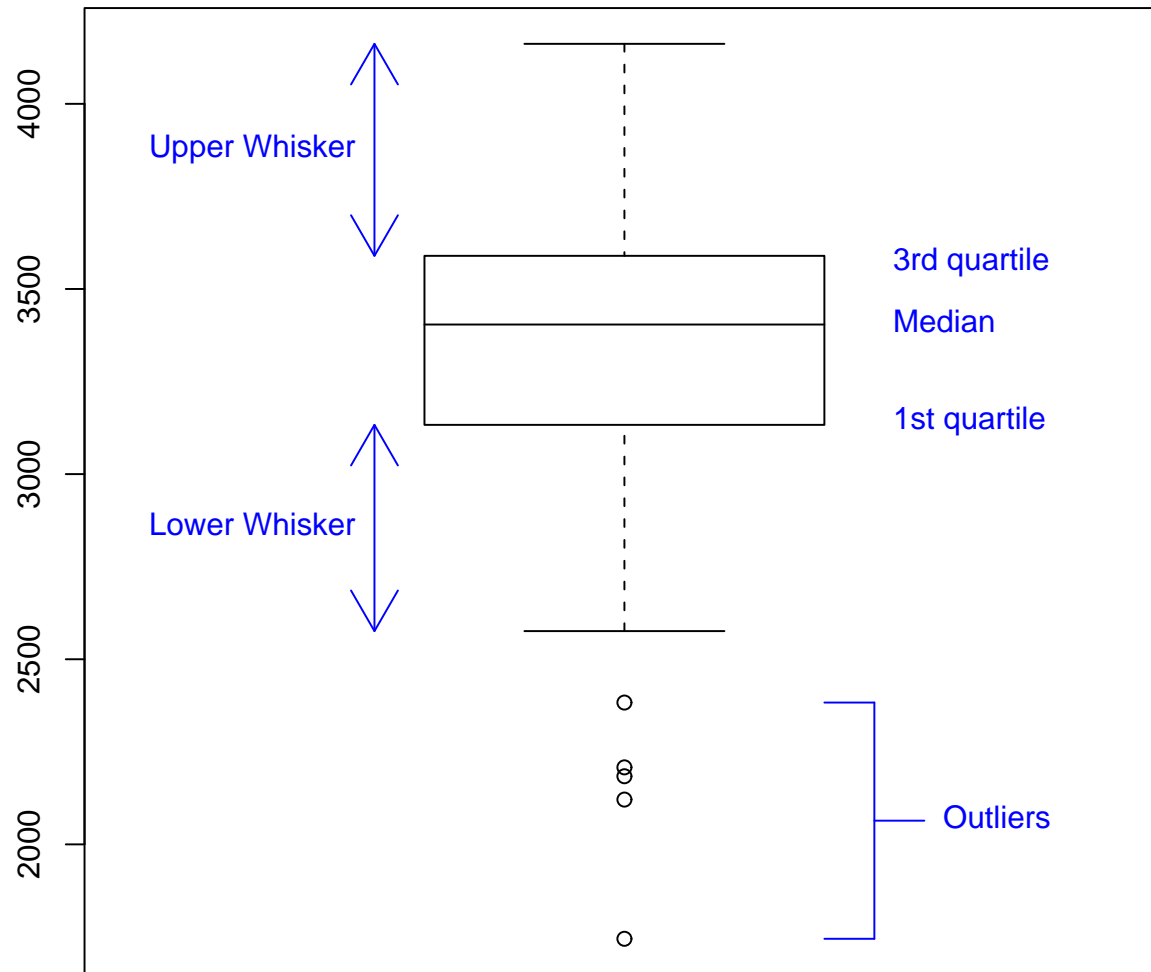 4000
Upper Whisker
3500
3rd quartile
Median
1st quartile
3000
Lower Whisker
2500
2000
Outliers